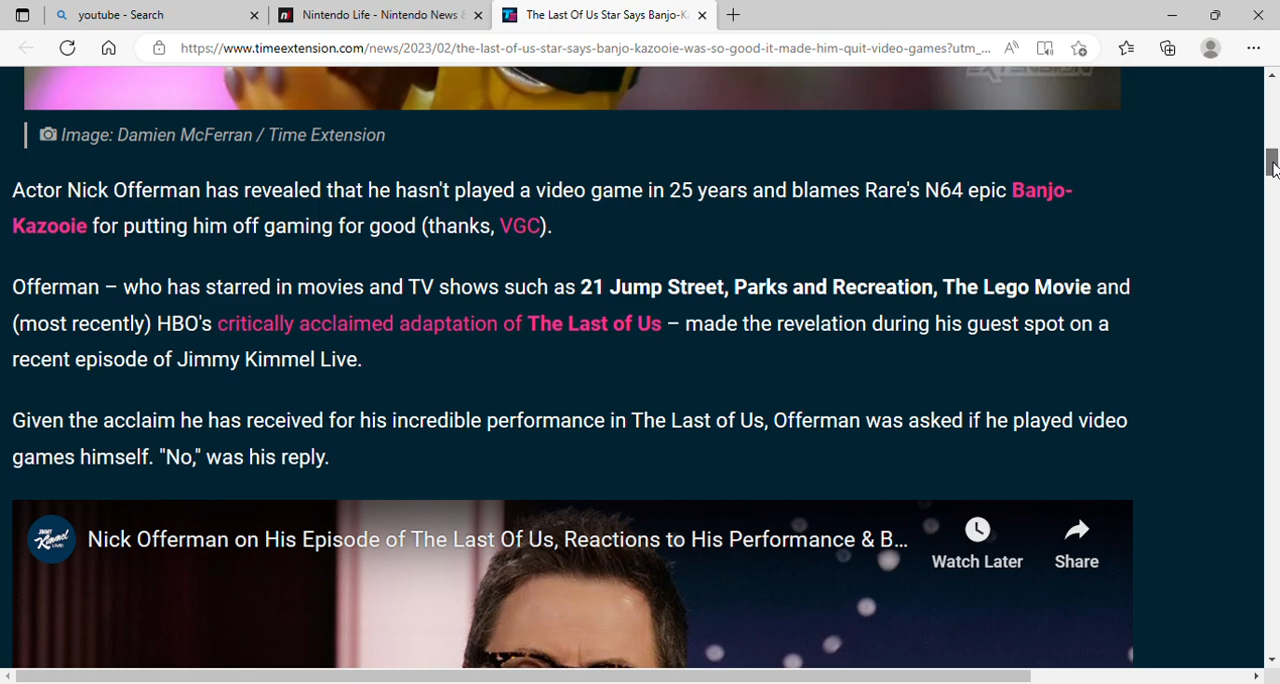 youtube - Search
Nintendo Life - Nintendo News &
The Last Of Us Star Says Banjo-Ka
https://www.timeextension.com/news/2023/02/the-last-of-us-star-says-banjo-kazooie-was-so-good-it-made-him-quit-video-games?utm_...
EXTENSION
Image: Damien McFerran / Time Extension
Actor Nick Offerman has revealed that he hasn't played a video game in 25 years and blames Rare's N64 epic Banjo-
Kazooie for putting him off gaming for good (thanks, VGC).
Offerman – who has starred in movies and TV shows such as 21 Jump Street, Parks and Recreation, The Lego Movie and
(most recently) HBO's critically acclaimed adaptation of The Last of Us – made the revelation during his guest spot on a
recent episode of Jimmy Kimmel Live.
Given the acclaim he has received for his incredible performance in The Last of Us, Offerman was asked if he played video
games himself. "No," was his reply.
JIMMY
Kimmel
LIVE!
Nick Offerman on His Episode of The Last Of Us, Reactions to His Performance & B...
Watch Later
Share